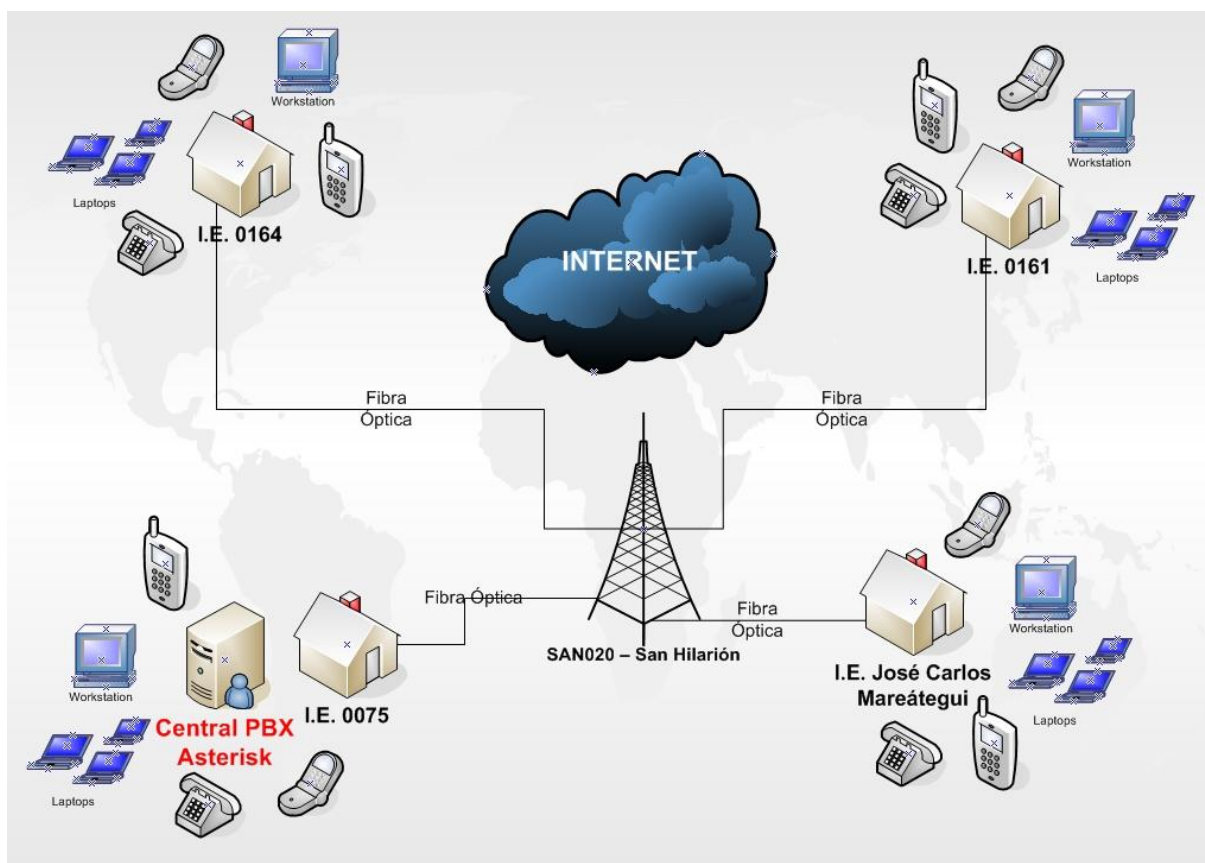 Workstation
Laptops
I.E. 0164
Workstation
Laptops
I.E. 0161
INTERNET
Fibra
Óptica
Fibra
Óptica
Fibra Óptica
Fibra
Óptica
SAN020 – San Hilarión
Workstation
Laptops
Central PBX
Asterisk
I.E. 0075
I.E. José Carlos
Mareátegui
Workstation
Laptops